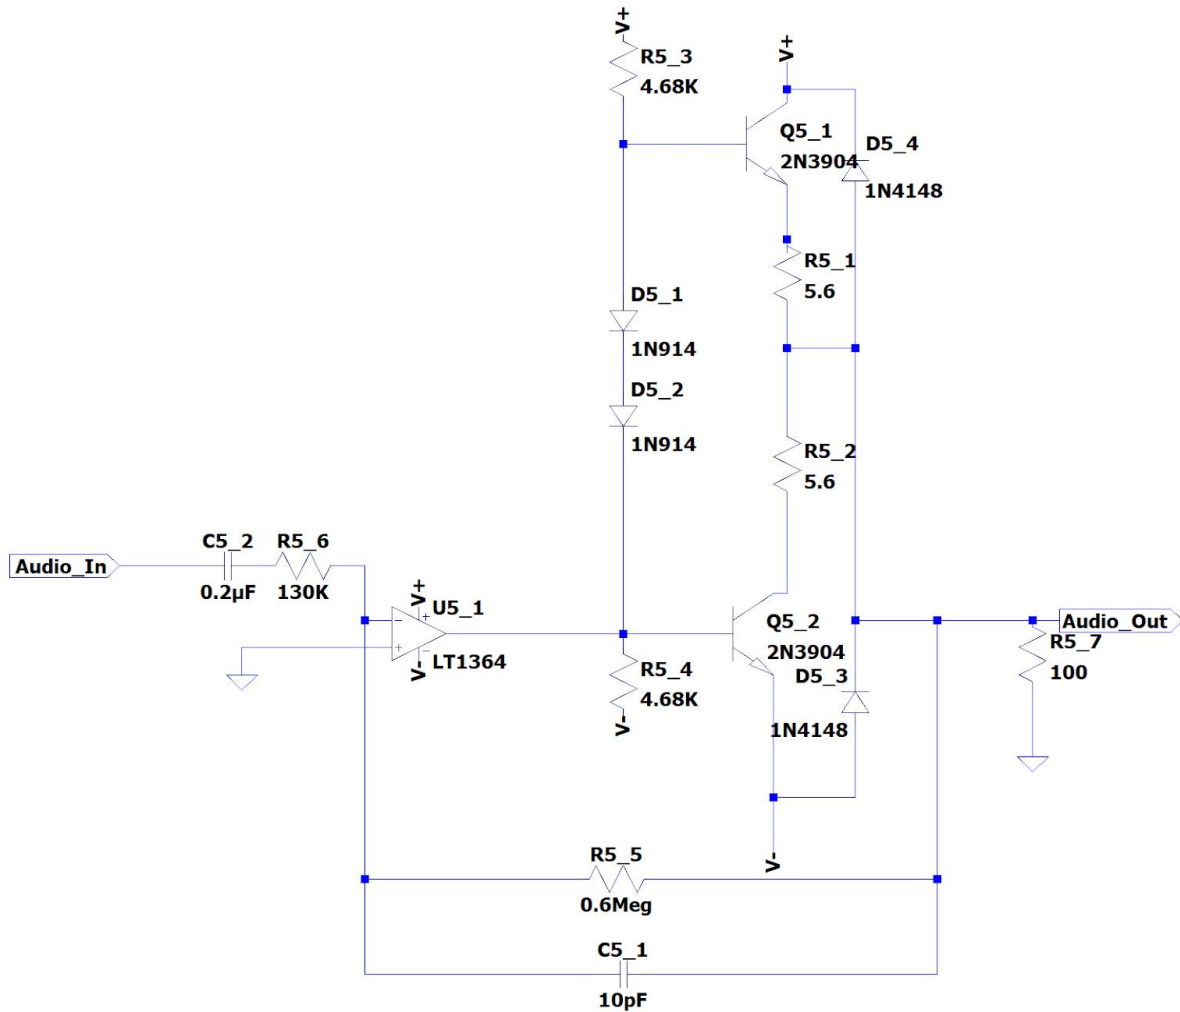 V+
R5_3
4.68K
V+
Q5_1
2N3904
D5_4
1N4148
R5_1
5.6
D5_1
1N914
D5_2
1N914
R5_2
5.6
C5_2
0.2µF
R5_6
130K
Audio_In
V+
U5_1
LT1364
V-
R5_4
4.68K
V-
Q5_2
2N3904
D5_3
1N4148
Audio_Out
R5_7
100
V-
R5_5
0.6Meg
C5_1
10pF